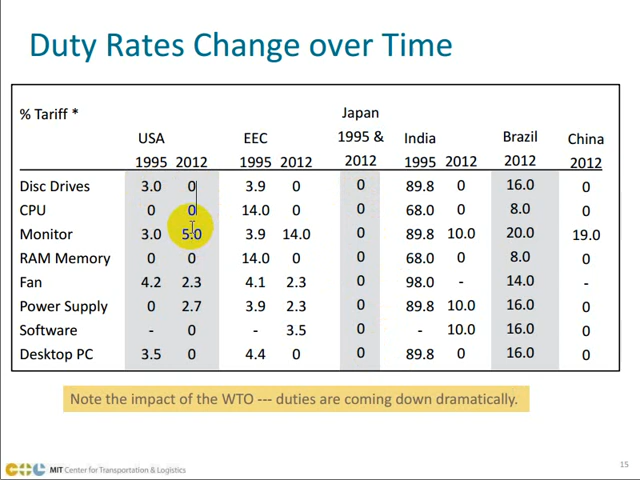 Duty Rates Change over Time
% Tariff *
USA EEC Japan India Brazil China
1995 2012 1995 2012 1995 & 2012 1995 2012 2012 2012
Disc Drives 3.0 0 3.9 0 0 89.8 0 16.0 0
CPU 0 0 14.0 0 0 68.0 0 8.0 0
Monitor 3.0 5.0 3.9 14.0 0 89.8 10.0 20.0 19.0
RAM Memory 0 0 14.0 0 0 68.0 0 8.0 0
Fan 4.2 2.3 4.1 2.3 0 98.0 - 14.0 -
Power Supply 0 2.7 3.9 2.3 0 89.8 10.0 16.0 0
Software - 0 - 3.5 0 - 10.0 16.0 0
Desktop PC 3.5 0 4.4 0 0 89.8 0 16.0 0
Note the impact of the WTO --- duties are coming down dramatically.
MIT Center for Transportation & Logistics
15